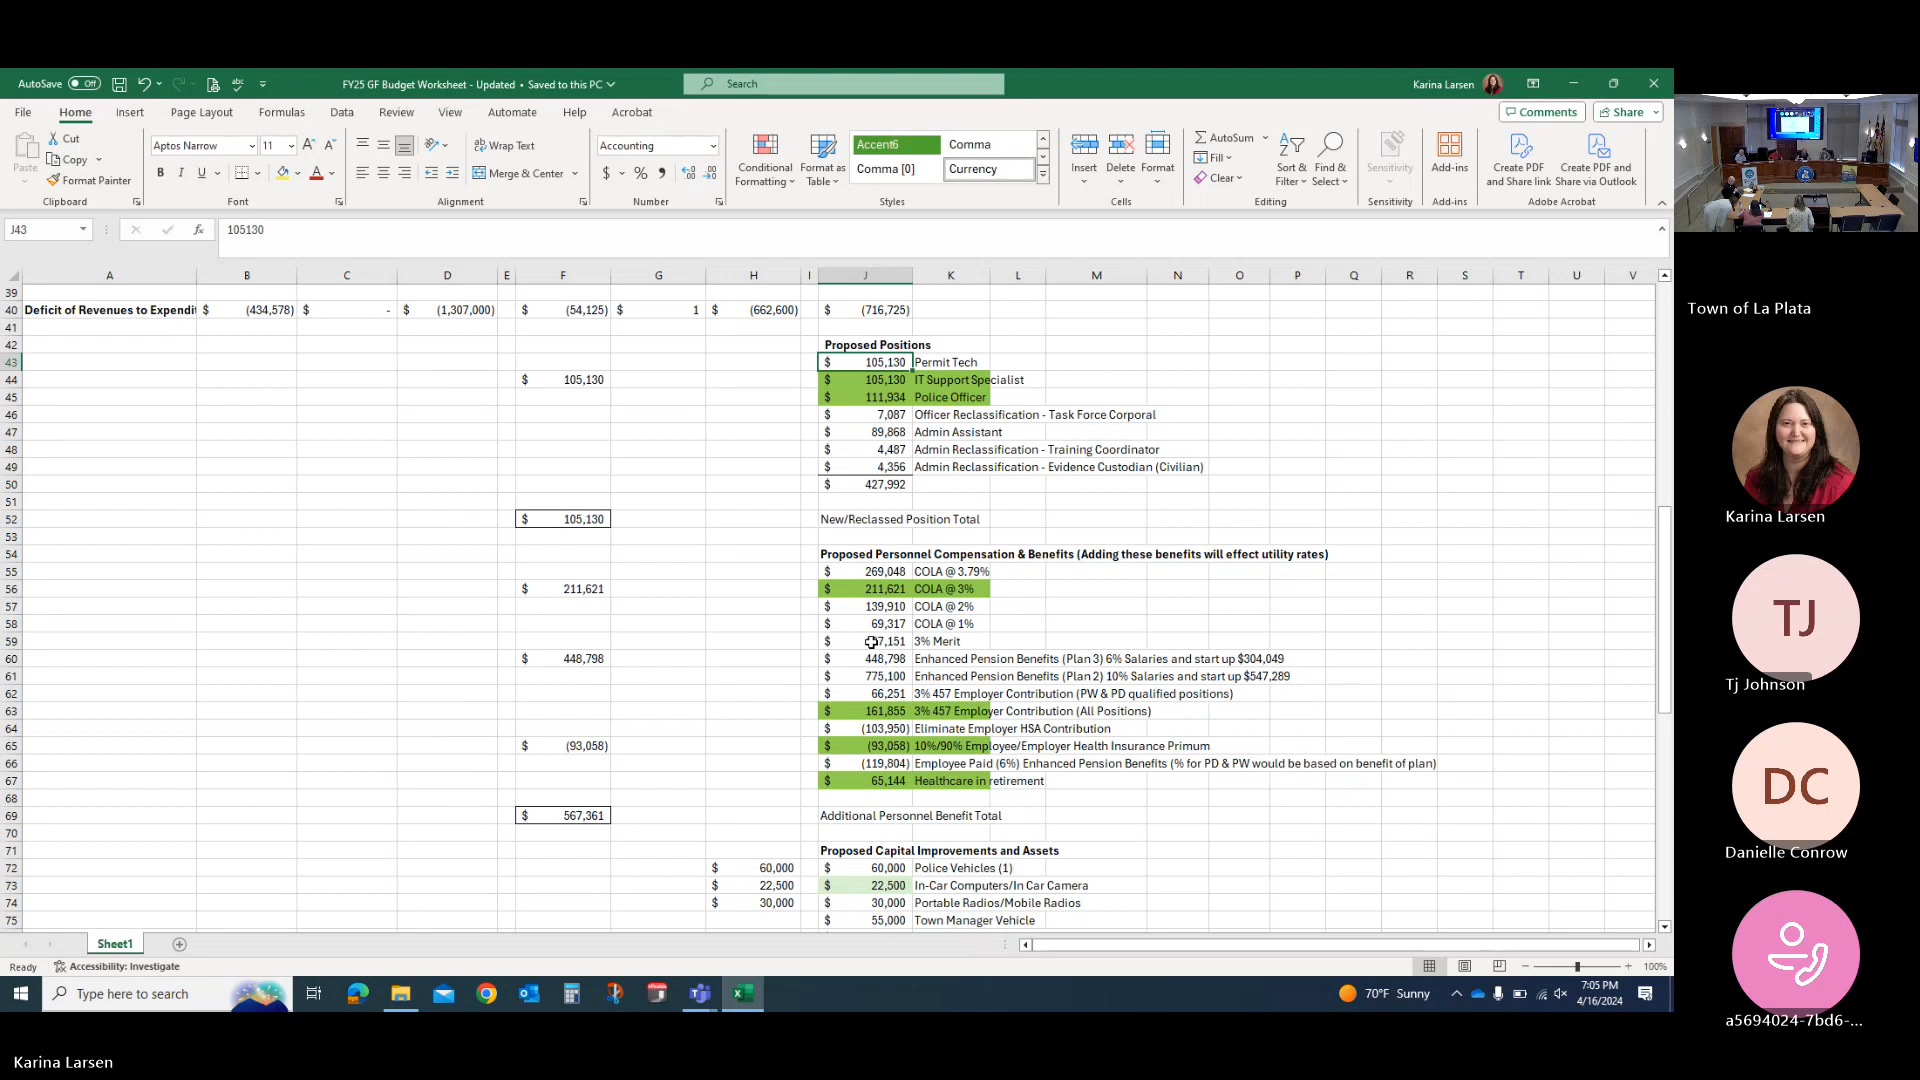 AutoSave Off FY25 GF Budget Worksheet - Updated • Saved to this PC Search Karina Larsen
File Home Insert Page Layout Formulas Data Review View Automate Help Acrobat Comments Share
Cut
Copy
Format Painter
Paste
Clipboard
Aptos Narrow 11
Font
Wrap Text
Merge & Center
Alignment
Accounting
Number
Conditional Formatting
Format as Table
Accent6 Comma
Comma [0] Currency
Styles
Insert Delete Format
Cells
AutoSum
Fill
Clear
Sort & Filter
Find & Select
Editing
Sensitivity
Sensitivity
Add-ins
Add-ins
Create PDF and Share link
Create PDF and Share via Outlook
Adobe Acrobat
J43 fx 105130
A B C D E F G H I J K L M N O P Q R S T U V
39
40 Deficit of Revenues to Expendit $ (434,578) $ - $ (1,307,000) $ (54,125) $ 1 $ (662,600) $ (716,725)
41
42 Proposed Positions
43 $ 105,130 Permit Tech
44 $ 105,130 $ 105,130 IT Support Specialist
45 $ 111,934 Police Officer
46 $ 7,087 Officer Reclassification - Task Force Corporal
47 $ 89,868 Admin Assistant
48 $ 4,487 Admin Reclassification - Training Coordinator
49 $ 4,356 Admin Reclassification - Evidence Custodian (Civilian)
50 $ 427,992
51
52 $ 105,130 New/Reclassed Position Total
53
54 Proposed Personnel Compensation & Benefits (Adding these benefits will effect utility rates)
55 $ 269,048 COLA @ 3.79%
56 $ 211,621 $ 211,621 COLA @ 3%
57 $ 139,910 COLA @ 2%
58 $ 69,317 COLA @ 1%
59 $ 7,151 3% Merit
60 $ 448,798 $ 448,798 Enhanced Pension Benefits (Plan 3) 6% Salaries and start up $304,049
61 $ 775,100 Enhanced Pension Benefits (Plan 2) 10% Salaries and start up $547,289
62 $ 66,251 3% 457 Employer Contribution (PW & PD qualified positions)
63 $ 161,855 3% 457 Employer Contribution (All Positions)
64 $ (103,950) Eliminate Employer HSA Contribution
65 $ (93,058) $ (93,058) 10%/90% Employee/Employer Health Insurance Primum
66 $ (119,804) Employee Paid (6%) Enhanced Pension Benefits (% for PD & PW would be based on benefit of plan)
67 $ 65,144 Healthcare in retirement
68
69 $ 567,361 Additional Personnel Benefit Total
70
71 Proposed Capital Improvements and Assets
72 $ 60,000 $ 60,000 Police Vehicles (1)
73 $ 22,500 $ 22,500 In-Car Computers/In Car Camera
74 $ 30,000 $ 30,000 Portable Radios/Mobile Radios
75 $ 55,000 Town Manager Vehicle
Sheet1
Ready Accessibility: Investigate 100%
Type here to search
70°F Sunny
7:05 PM
4/16/2024
Town of La Plata
Karina Larsen
TJ
Tj Johnson
DC
Danielle Conrow
a5694024-7bd6-...
Karina Larsen